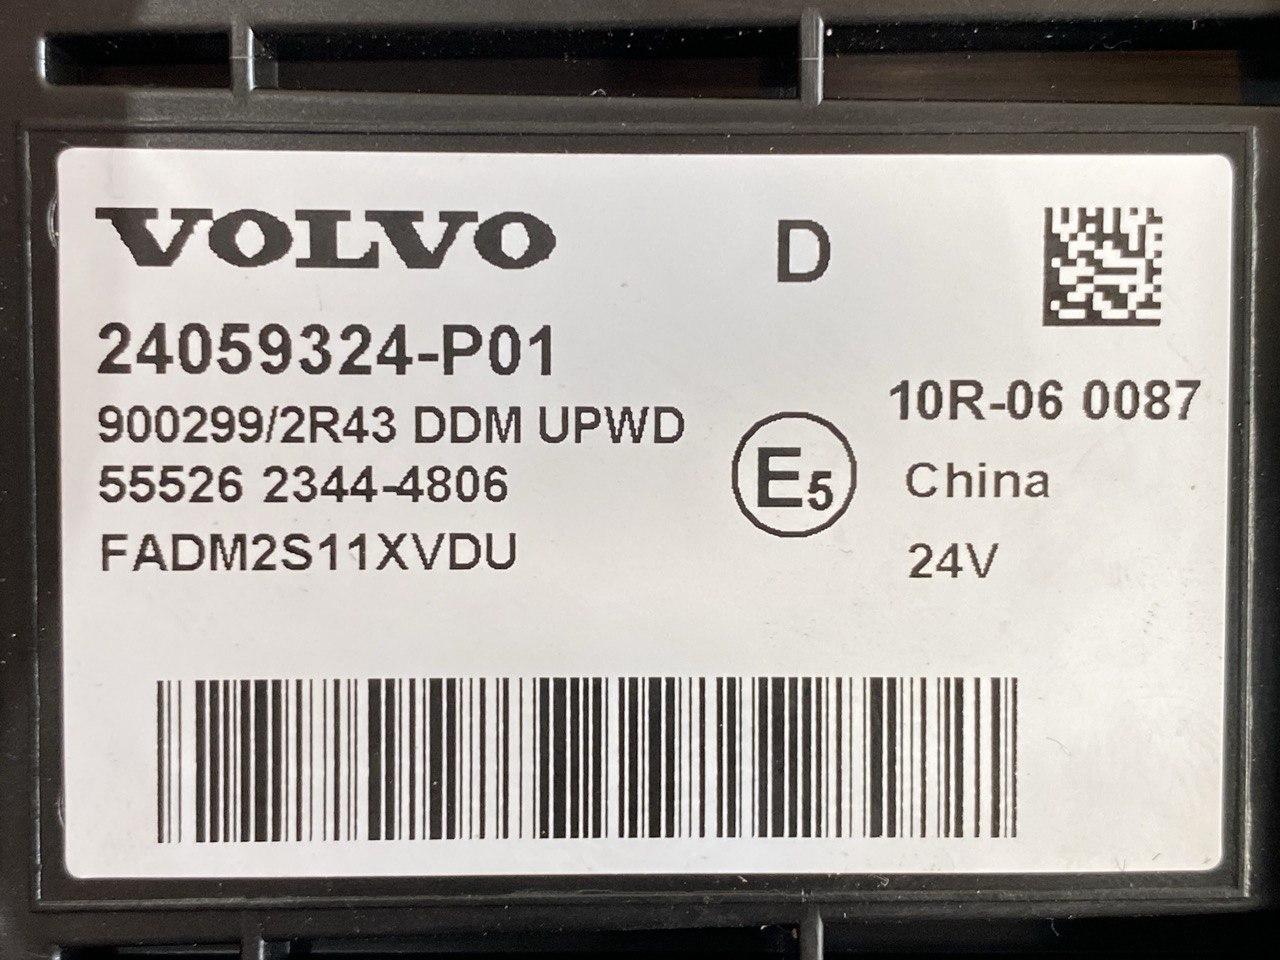 VOLVO
D
24059324-P01
900299/2R43 DDM UPWD
10R-06 0087
55526 2344-4806
E5
China
FADM2S11XVDU
24V